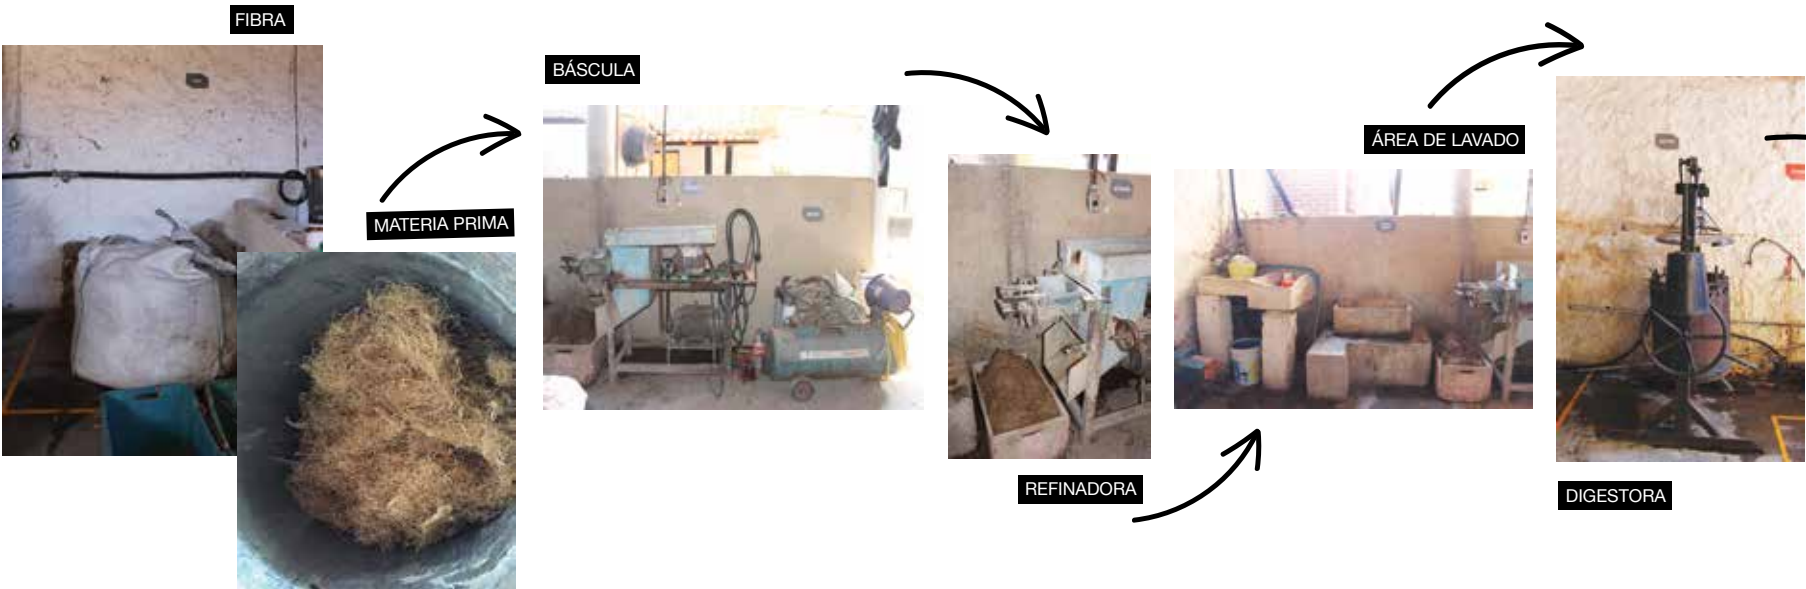 FIBRA
MATERIA PRIMA
BÁSCULA
REFINADORA
ÁREA DE LAVADO
DIGESTORA